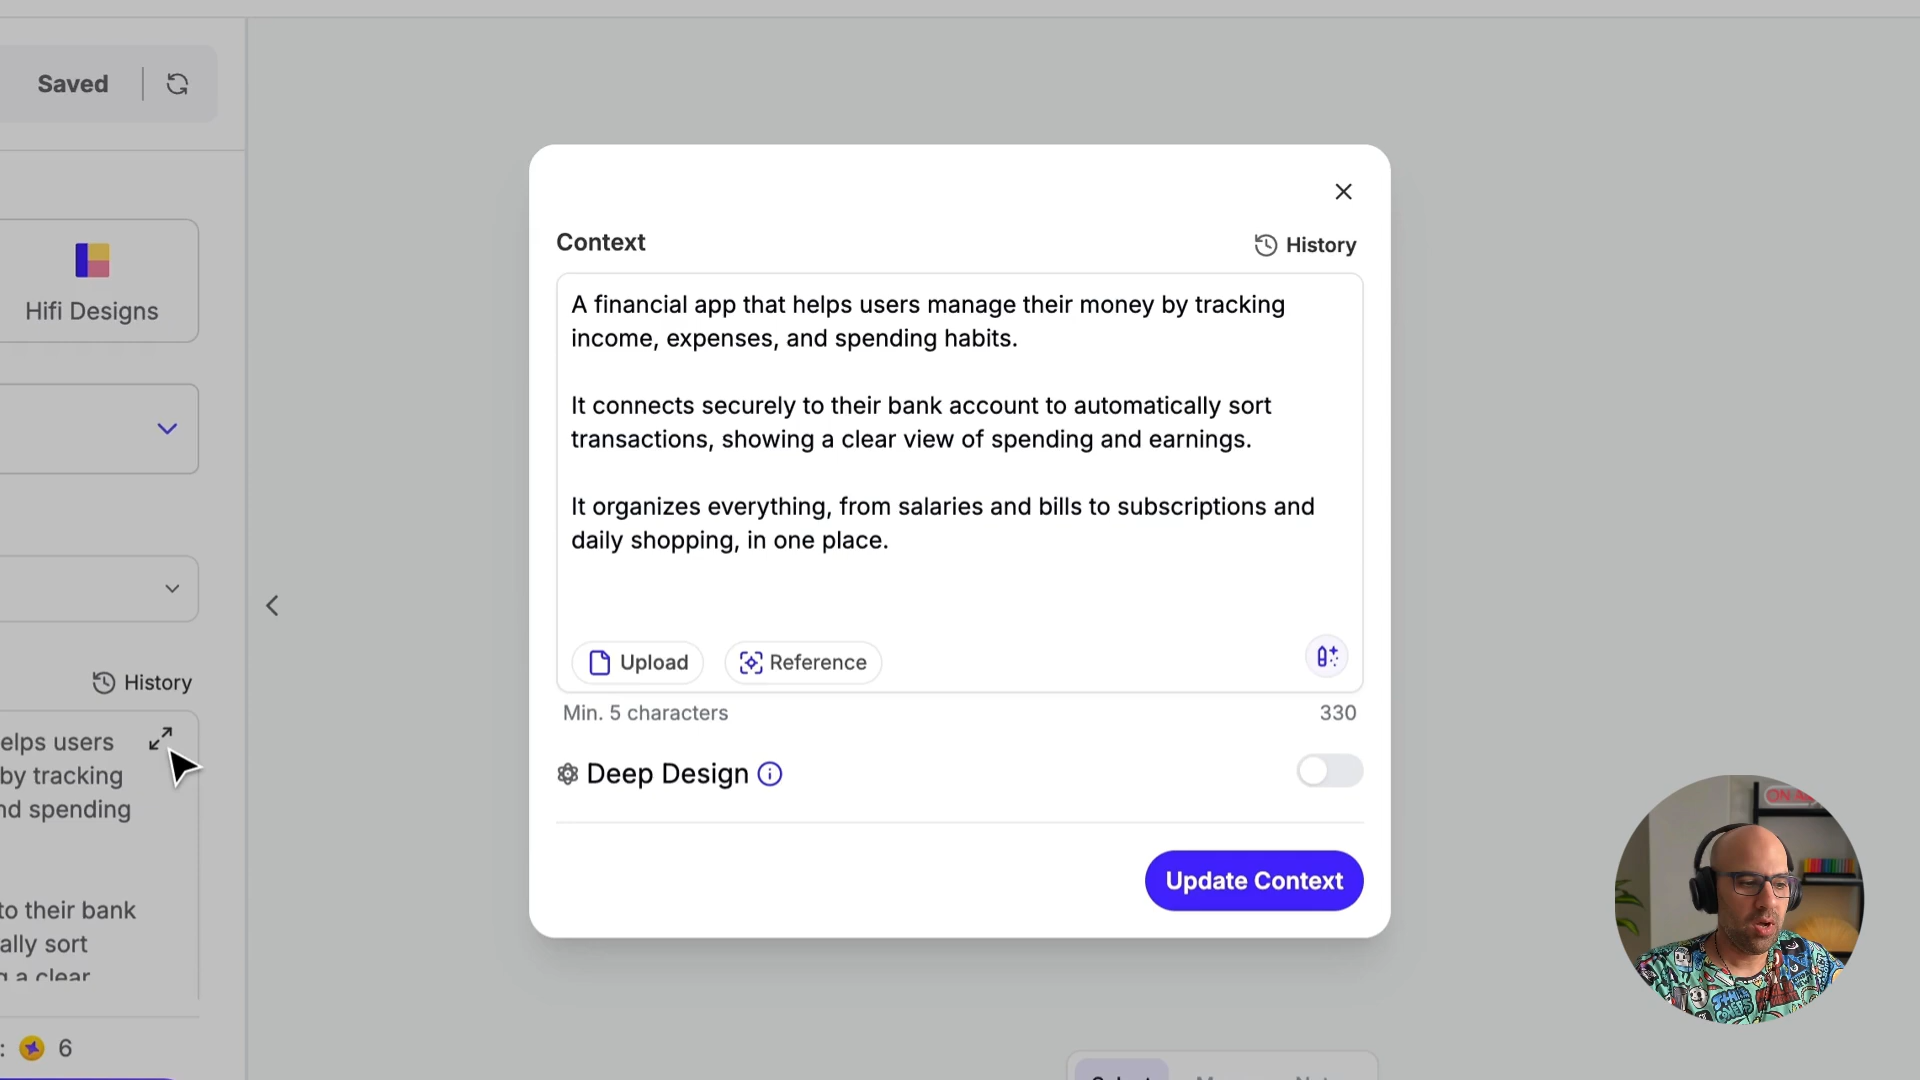 Saved
Hifi Designs
History
elps users
by tracking
nd spending
to their bank
ally sort
g a clear
: 6
Context
History
A financial app that helps users manage their money by tracking
income, expenses, and spending habits.
It connects securely to their bank account to automatically sort
transactions, showing a clear view of spending and earnings.
It organizes everything, from salaries and bills to subscriptions and
daily shopping, in one place.
Upload
Reference
Min. 5 characters
330
Deep Design
Update Context
Select